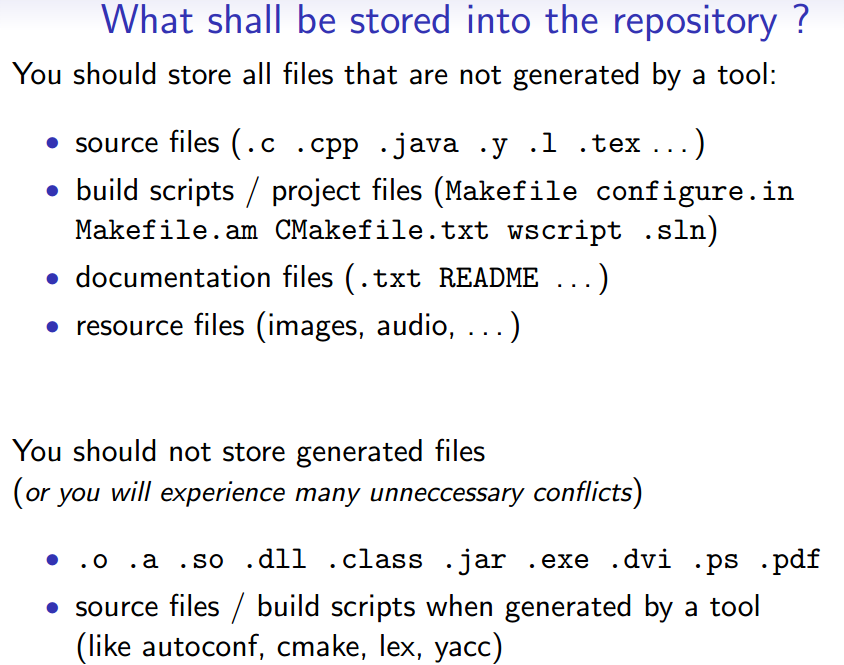 What shall be stored into the repository ?
You should store all files that are not generated by a tool:
• source files (.c .cpp .java .y .l .tex ...)
• build scripts / project files (Makefile configure.in
Makefile.am CMakefile.txt wscript .sln)
• documentation files (.txt README ...)
• resource files (images, audio, ...)
You should not store generated files
(or you will experience many unneccessary conflicts)
• .o .a .so .dll .class .jar .exe .dvi .ps .pdf
• source files / build scripts when generated by a tool
(like autoconf, cmake, lex, yacc)